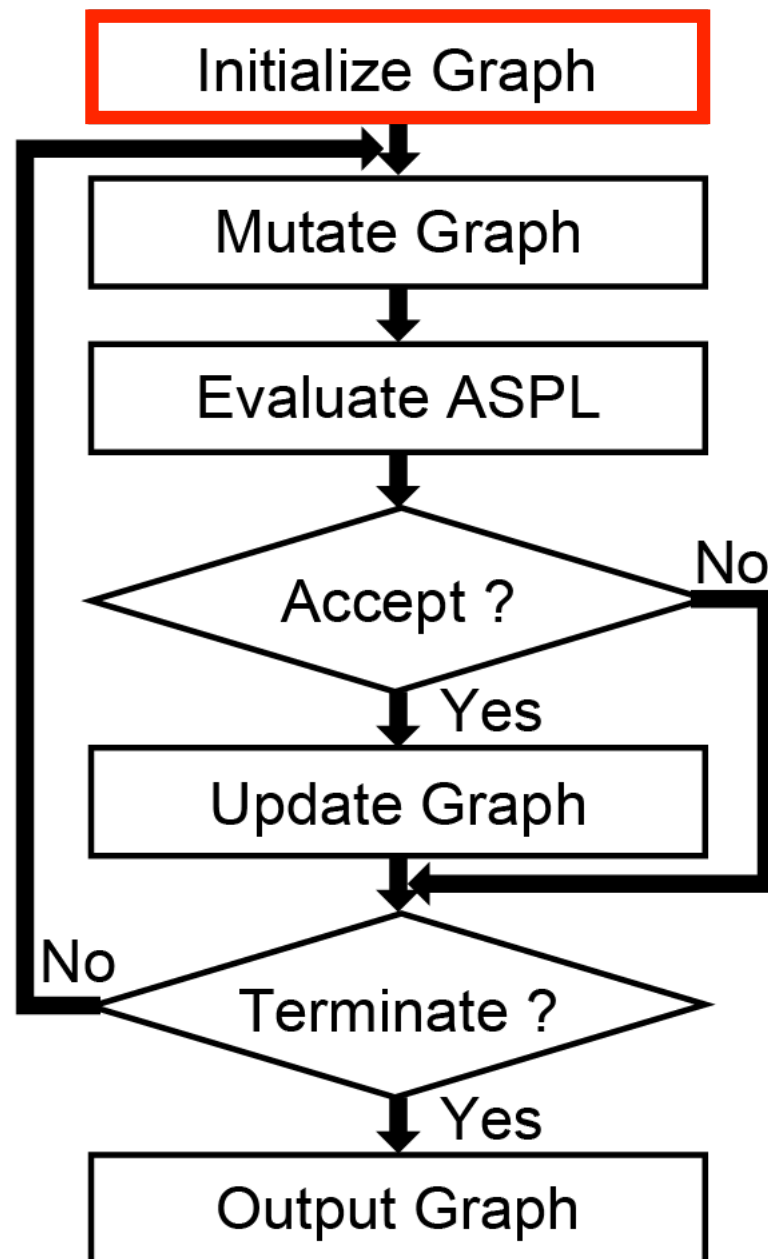 Initialize Graph
Mutate Graph
Evaluate ASPL
Accept ?
No
Yes
Update Graph
No
Terminate ?
Yes
Output Graph